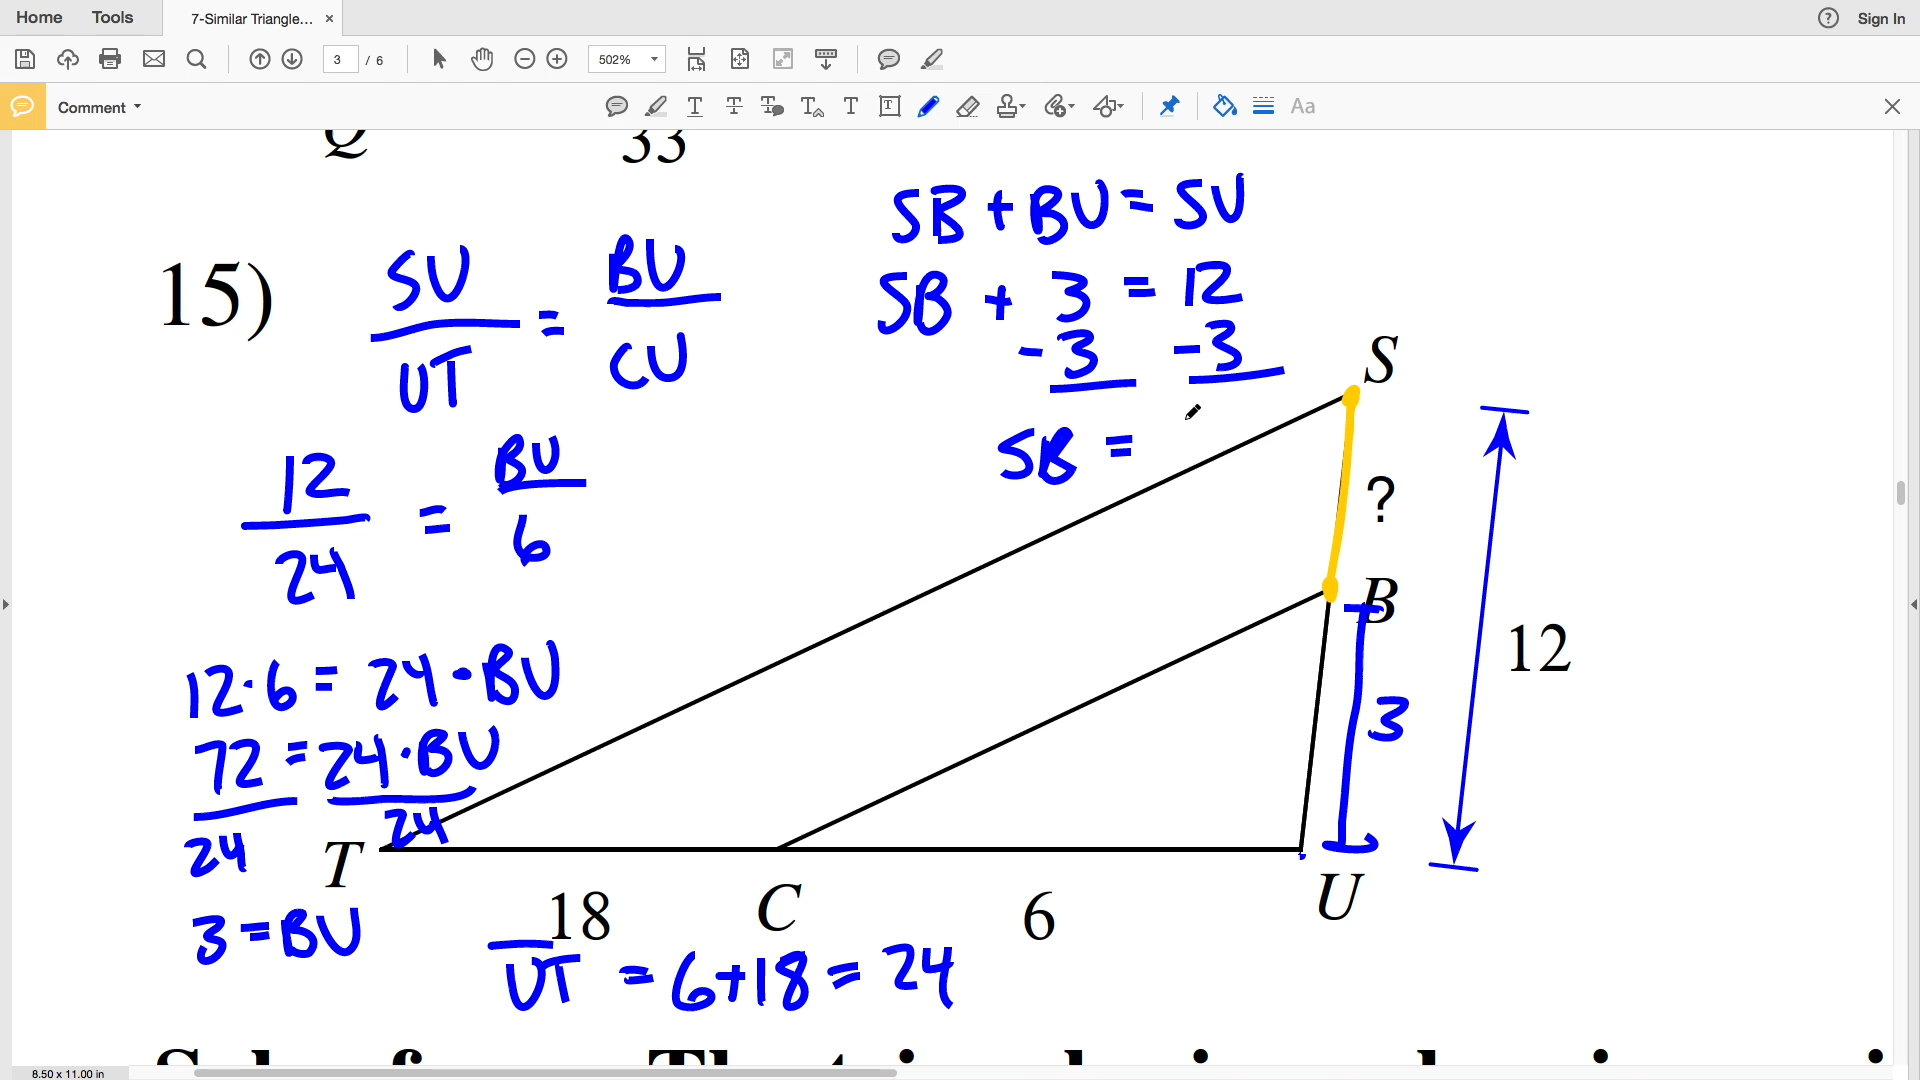 Home Tools 7-Similar Triangle... × ? Sign In
3 / 6 502%
Comment Aa
Q 33
15)
SU/UT = BU/CU
12/24 = BU/6
12·6 = 24·BU
72/24 = 24·BU/24
3 = BU
SB + BU = SU
SB + 3 = 12
-3 -3
SB =
S
?
B
12
3
T 18 C 6 U
UT = 6+18 = 24
8.50 x 11.00 in